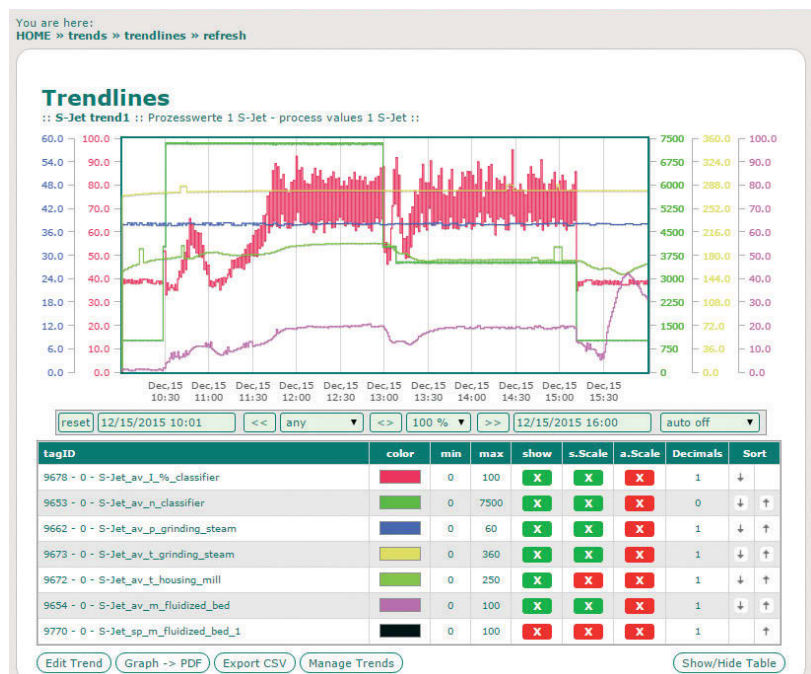 You are here:
HOME » trends » trendlines » refresh
Trendlines
:: S-Jet trend1 :: Prozesswerte 1 S-Jet - process values 1 S-Jet ::
60.0 100.0 7500 360.0 100.0
54.0 90.0 6750 324.0 90.0
48.0 80.0 6000 288.0 80.0
42.0 70.0 5250 252.0 70.0
36.0 60.0 4500 216.0 60.0
30.0 50.0 3750 180.0 50.0
24.0 40.0 3000 144.0 40.0
18.0 30.0 2250 108.0 30.0
12.0 20.0 1500 72.0 20.0
6.0 10.0 750 36.0 10.0
0.0 0.0 0 0.0 0.0
Dec,15 Dec,15 Dec,15 Dec,15 Dec,15 Dec,15 Dec,15 Dec,15 Dec,15 Dec,15 Dec,15
10:30 11:00 11:30 12:00 12:30 13:00 13:30 14:00 14:30 15:00 15:30
reset 12/15/2015 10:01 << any ▼ <> 100 % ▼ >> 12/15/2015 16:00 auto off ▼
tagID color min max show s.Scale a.Scale Decimals Sort
9678 - 0 - S-Jet_av_I_%_classifier 0 100 X X X 1 ↓
9653 - 0 - S-Jet_av_n_classifier 0 7500 X X X 0 ↓ ↑
9662 - 0 - S-Jet_av_p_grinding_steam 0 60 X X X 1 ↓ ↑
9673 - 0 - S-Jet_av_t_grinding_steam 0 360 X X X 1 ↓ ↑
9672 - 0 - S-Jet_av_t_housing_mill 0 250 X X X 1 ↓ ↑
9654 - 0 - S-Jet_av_m_fluidized_bed 0 100 X X X 1 ↓ ↑
9770 - 0 - S-Jet_sp_m_fluidized_bed_1 0 100 X X X 1 ↑
Edit Trend Graph -> PDF Export CSV Manage Trends Show/Hide Table